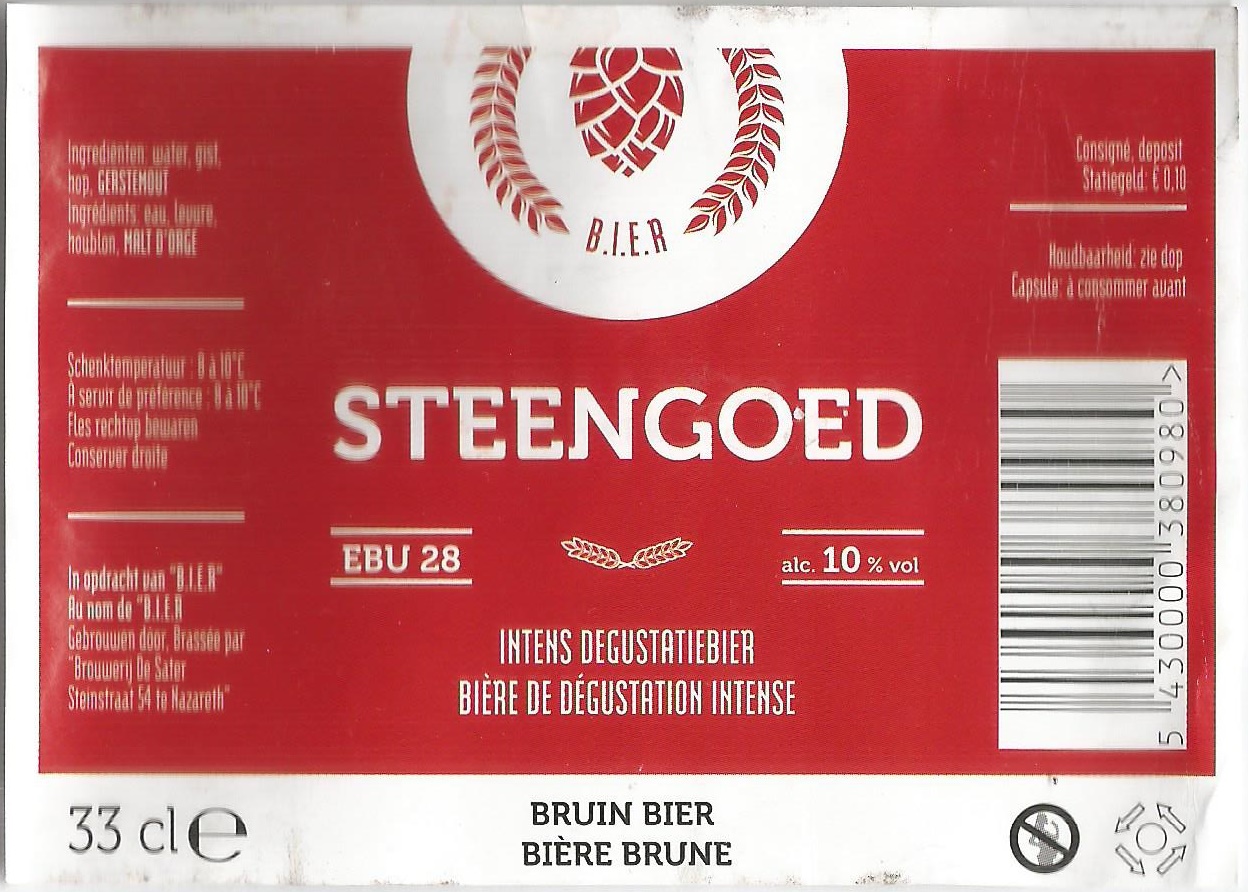 B.I.E.R
Ingrediënten: water, gist,
hop, GERSTEMOUT
Ingrédients: eau, levure,
houblon, MALT D'ORGE
Schenktemperatuur : 8 à 10°C
À servir de préférence : 8 à 10°C
Fles rechtop bewaren
Conserver droite
In opdracht van "B.I.E.R"
Au nom de "B.I.E.R
Gebrouwen door, Brassée par
"Brouwerij De Sater
Steinstraat 54 te Nazareth"
STEENGOED
EBU 28
alc. 10 % vol
INTENS DEGUSTATIEBIER
BIÈRE DE DÉGUSTATION INTENSE
Consigné, deposit
Statiegeld: € 0,10
Houdbaarheid: zie dop
Capsule: à consommer avant
5 430000 380980 >
33 cl e
BRUIN BIER
BIÈRE BRUNE